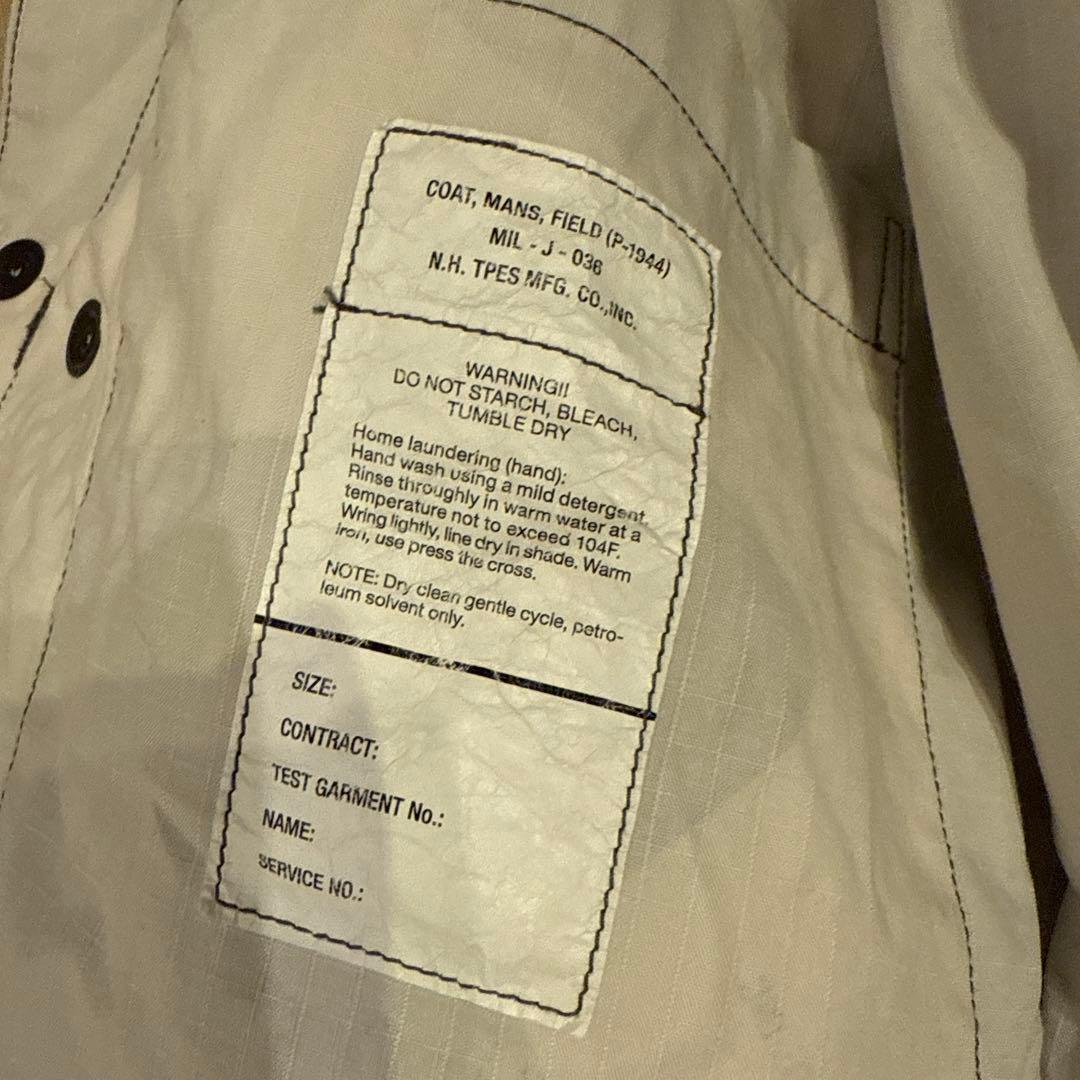 COAT, MANS, FIELD (P-1944)
MIL - J - 036
N.H. TPES MFG. CO.,INC.
WARNING!!
DO NOT STARCH, BLEACH,
TUMBLE DRY
Home laundering (hand):
Hand wash using a mild detergent.
Rinse throughly in warm water at a
temperature not to exceed 104F.
Wring lightly, line dry in shade. Warm
iron, use press the cross.
NOTE: Dry clean gentle cycle, petro-
leum solvent only.
SIZE:
CONTRACT:
TEST GARMENT No.:
NAME:
SERVICE NO.: